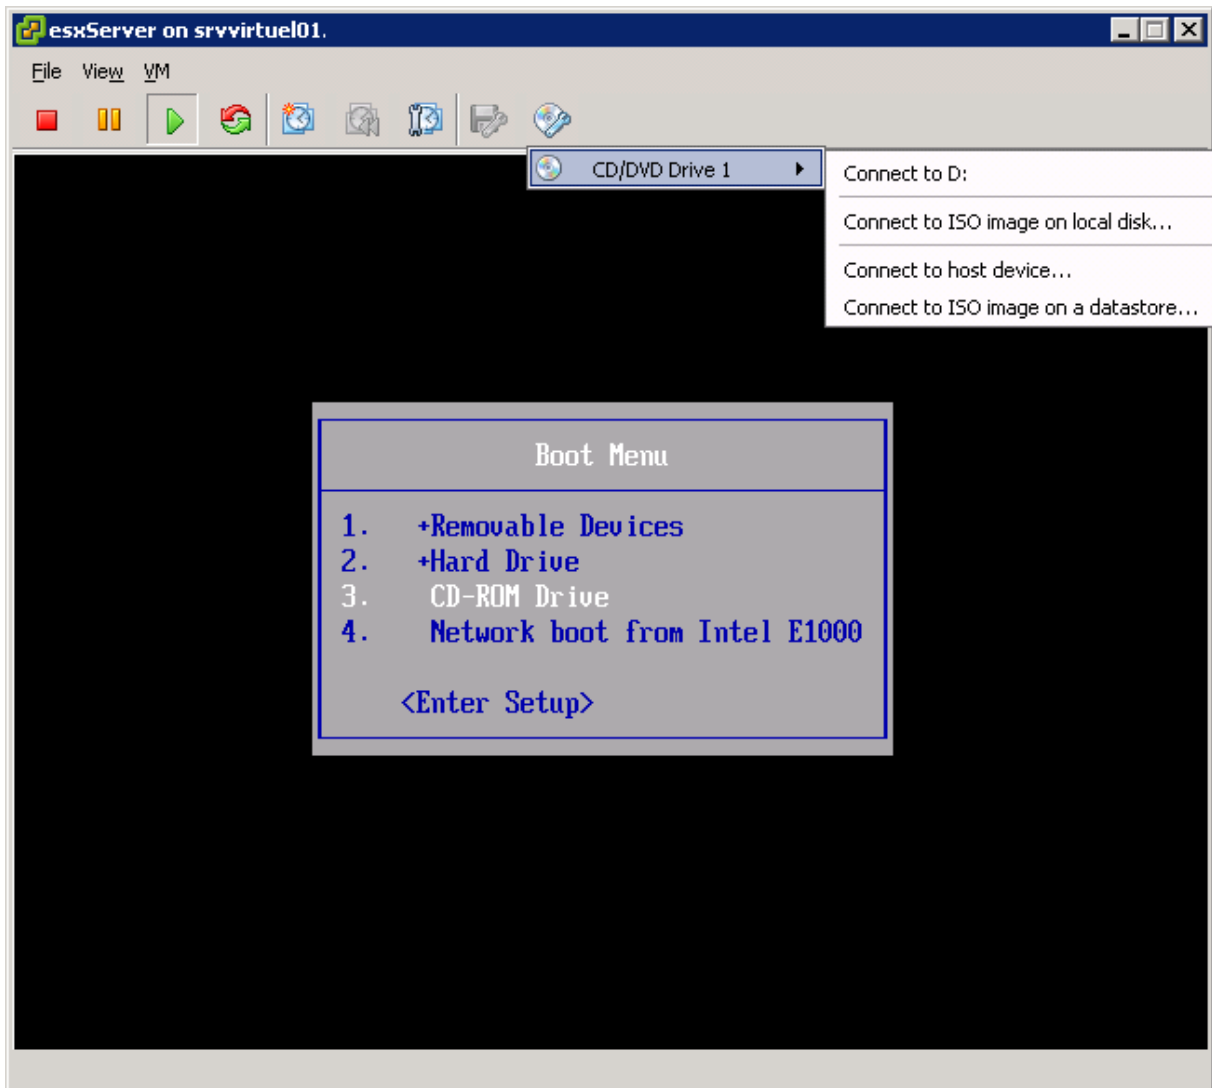 esxServer on srvvirtuel01.
File View VM
CD/DVD Drive 1
Connect to D:
Connect to ISO image on local disk...
Connect to host device...
Connect to ISO image on a datastore...
Boot Menu
1. +Removable Devices
2. +Hard Drive
3. CD-ROM Drive
4. Network boot from Intel E1000
<Enter Setup>